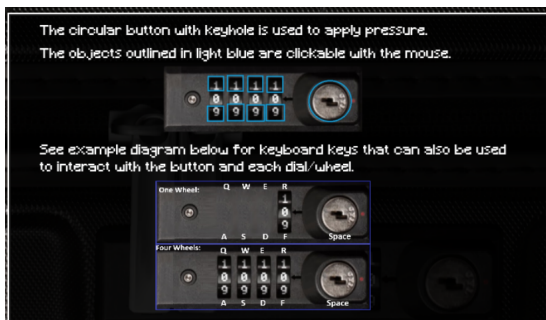 The circular button with keyhole is used to apply pressure.
The objects outlined in light blue are clickable with the mouse.
1 1 1 1
0 0 0 0
9 9 9 9
See example diagram below for keyboard keys that can also be used
to interact with the button and each dial/wheel.
One Wheel: Q W E R
1
0
9
A S D F Space
Four Wheels: Q W E R
1 1 1 1
0 0 0 0
9 9 9 9
A S D F Space